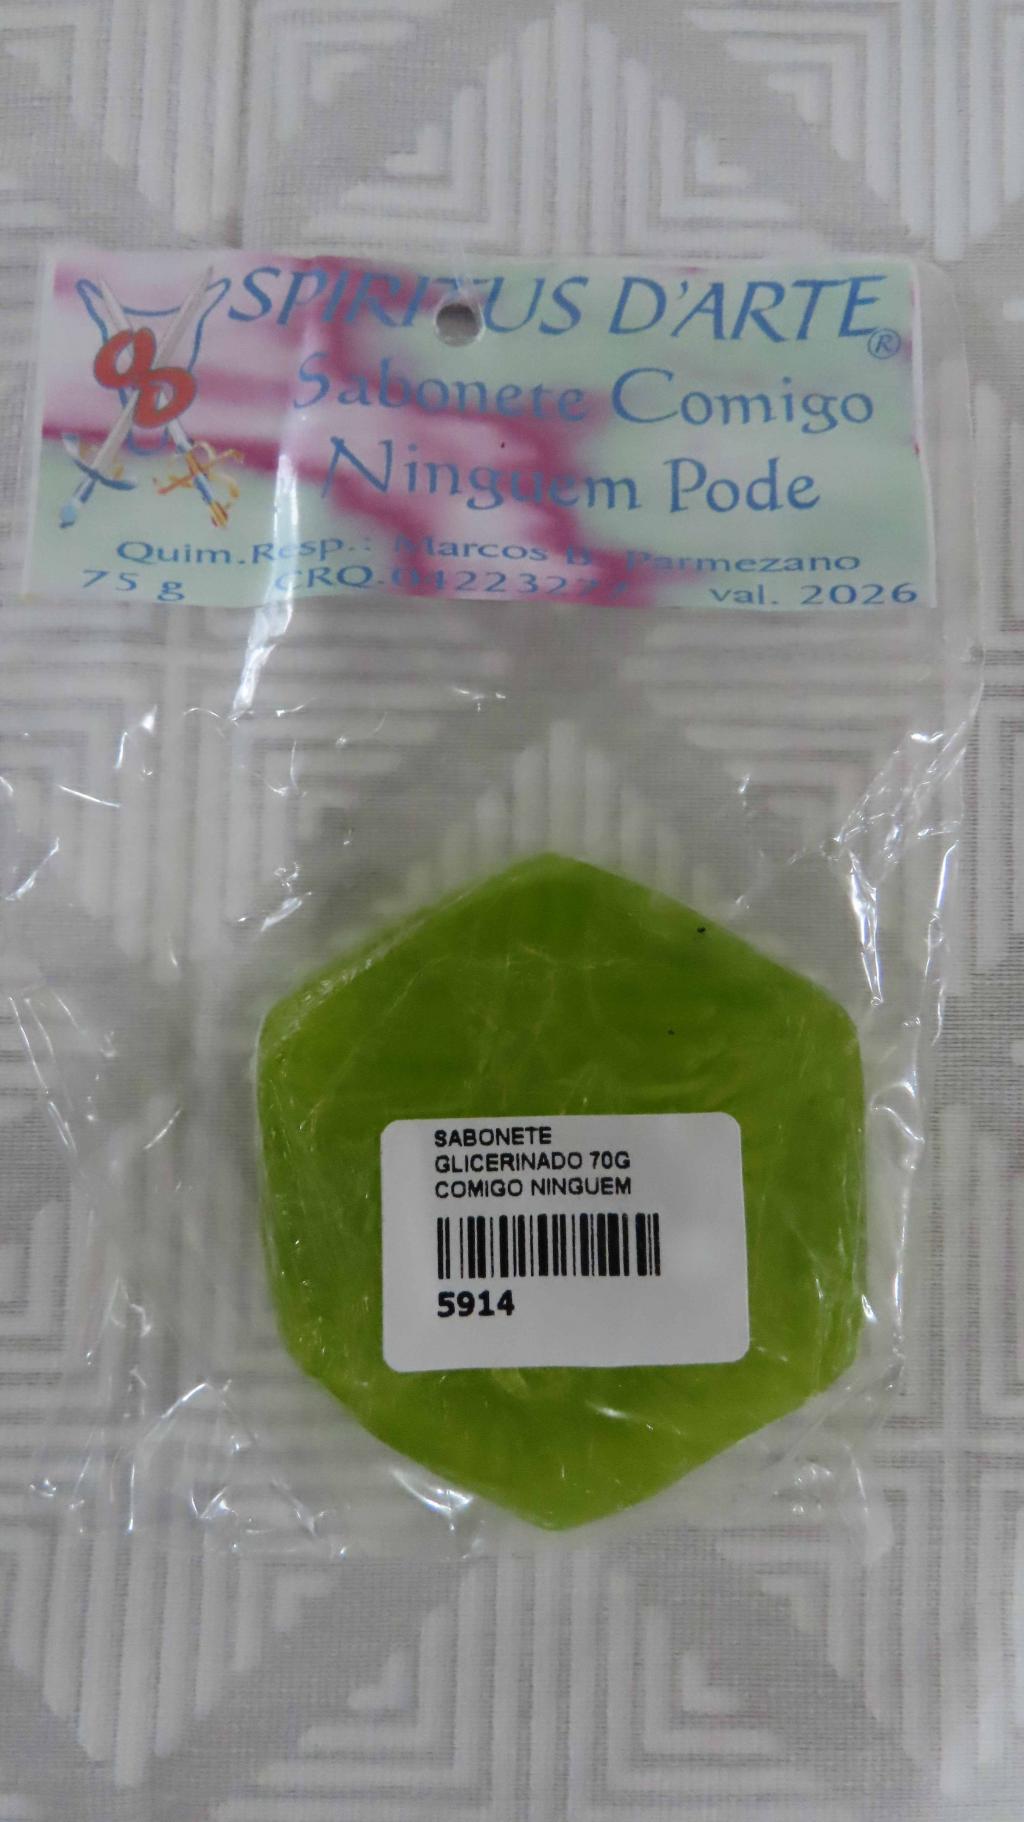 SPIRITUS D'ARTE®
Sabonete Comigo
Ninguem Pode
Quim.Resp.: Marcos B. Parmezano
75 g CRQ. val. 2026
SABONETE
GLICERINADO 70G
COMIGO NINGUEM
5914